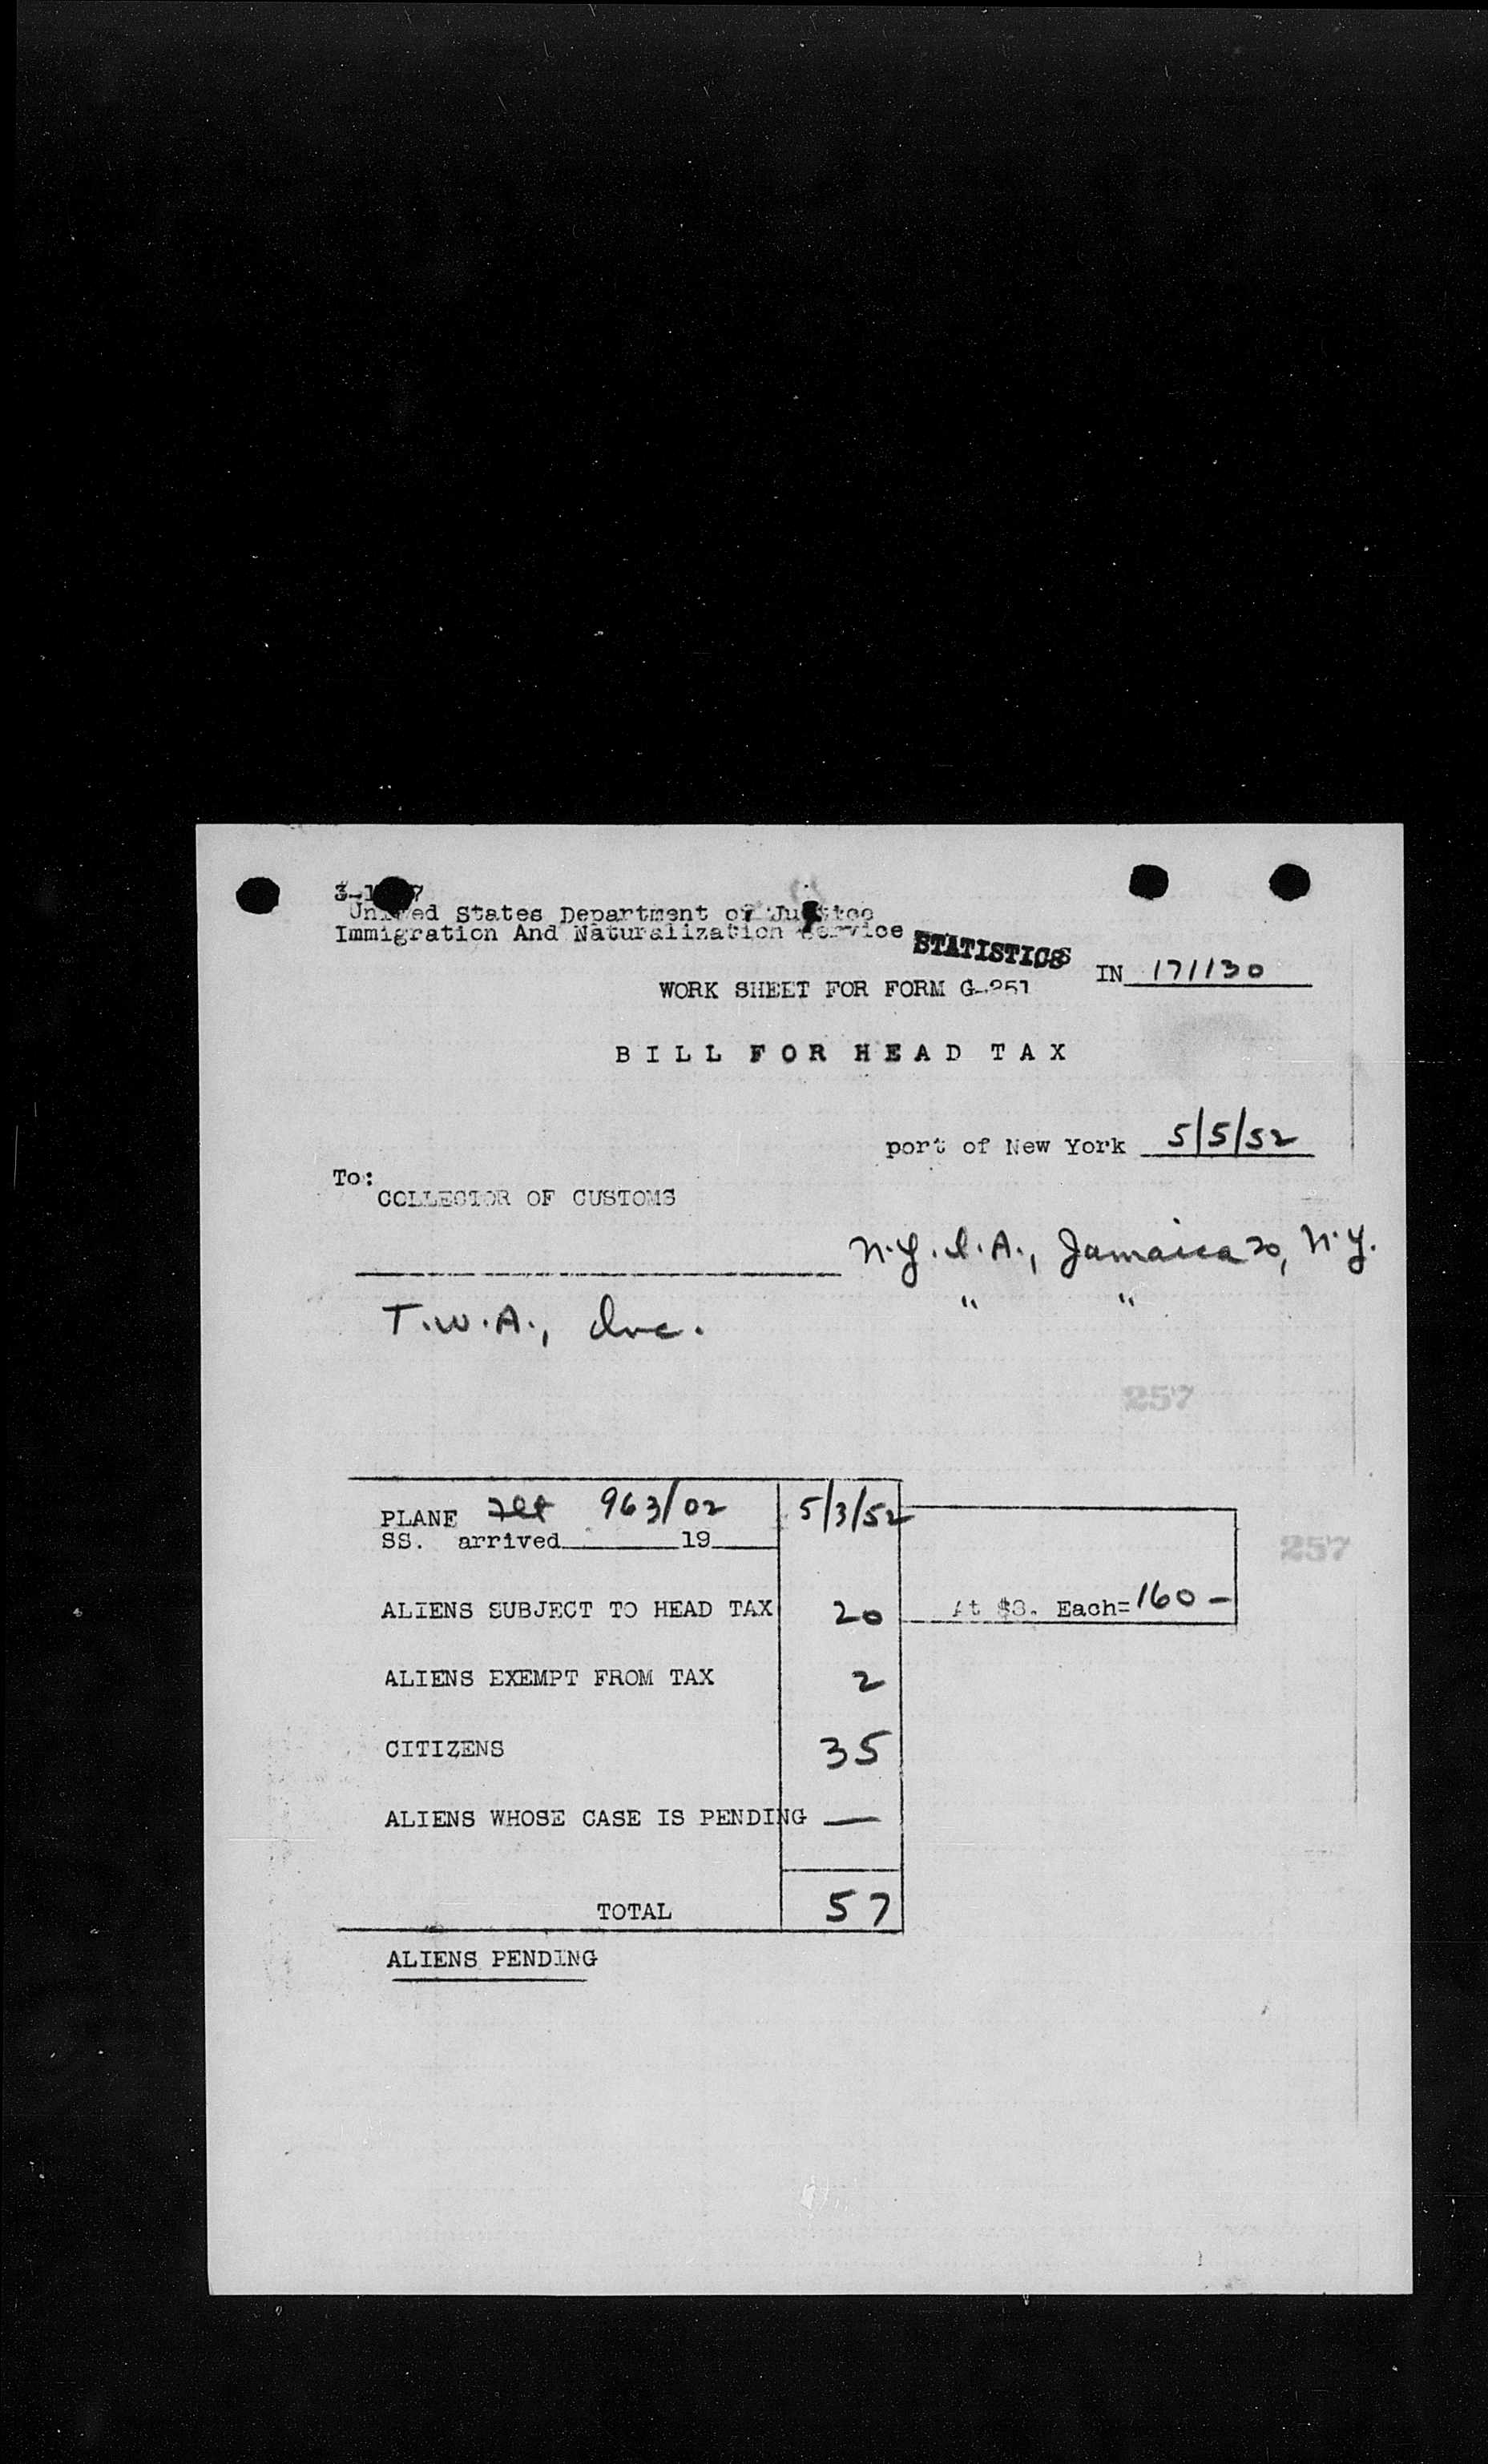 United States Department of Justice
Immigration And Naturalization Service
STATISTICS
IN 171130
WORK SHEET FOR FORM G-251
BILL FOR HEAD TAX
port of New York 5/5/52
To:
COLLECTOR OF CUSTOMS
N.Y.I.A., Jamaica 20, N.Y.
T.W.A., Inc. " "
257
PLANE Flt 963/02 5/3/52
SS. arrived 19
257
ALIENS SUBJECT TO HEAD TAX 20 At $8. Each= 160 -
ALIENS EXEMPT FROM TAX 2
CITIZENS 35
ALIENS WHOSE CASE IS PENDING —
TOTAL 57
ALIENS PENDING